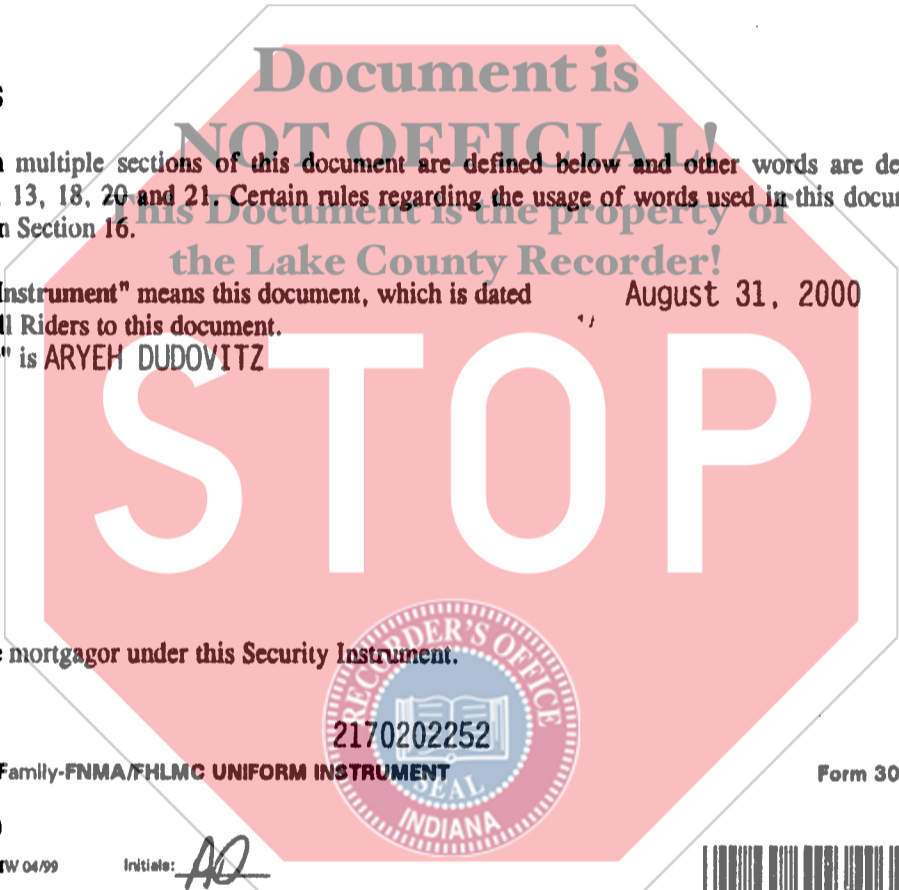 Document is
NOT OFFICIAL!
multiple sections of this document are defined below and other words are de
13, 18, 20 and 21. Certain rules regarding the usage of words used in this docu
This Document is the property of
n Section 16.
the Lake County Recorder!
Instrument" means this document, which is dated August 31, 2000
ll Riders to this document.
" is ARYEH DUDOVITZ
STOP
mortgagor under this Security Instrument.
RECORDER'S OFFICE
2170202252
Family-FNMA/FHLMC UNIFORM INSTRUMENT Form 30
SEAL
INDIANA
W 04/99 Initials: AD